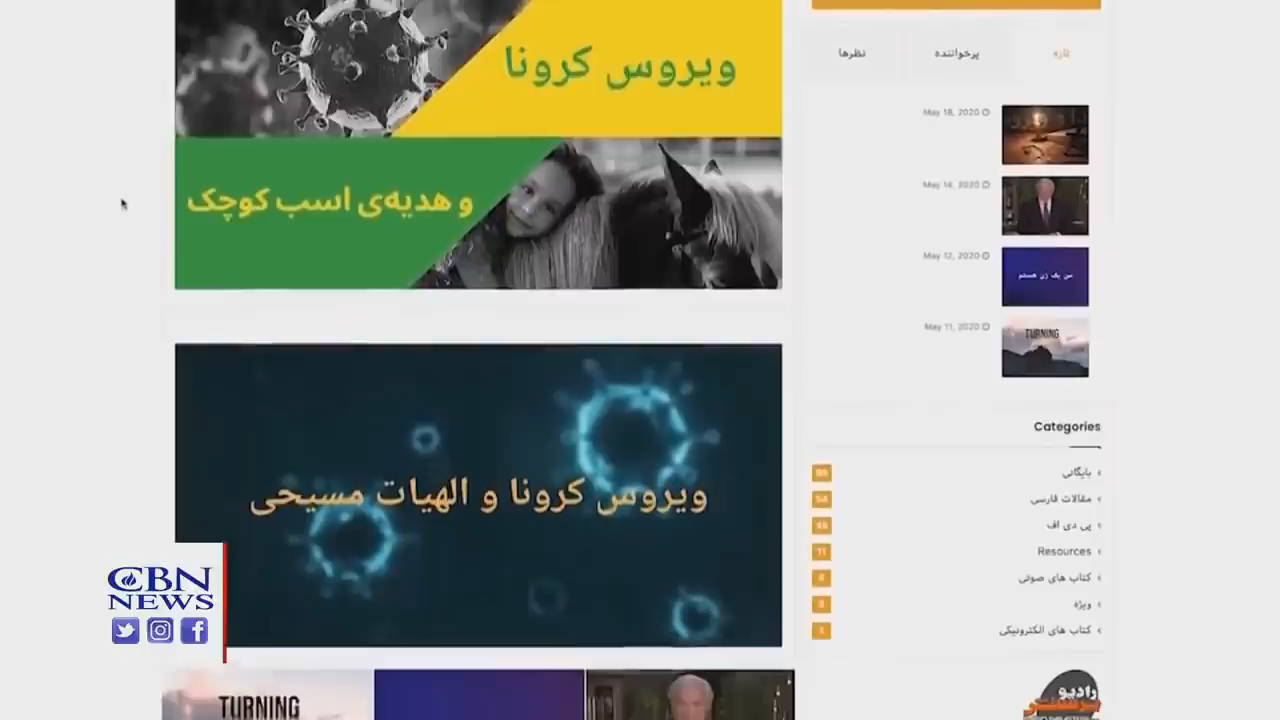 ویروس کرونا
و هدیه‌ی اسب کوچک
ویروس کرونا و الهیات مسیحی
CBN
NEWS
TURNING
تازه
پرخواننده
نظرها
May 18, 2020
May 14, 2020
May 12, 2020
من یک زن هستم
May 11, 2020
TURNING
Categories
بایگانی
مقالات فارسی
پی دی اف
Resources
11
کتاب های صوتی
ویژه
کتاب های الکترونیکی
رادیو